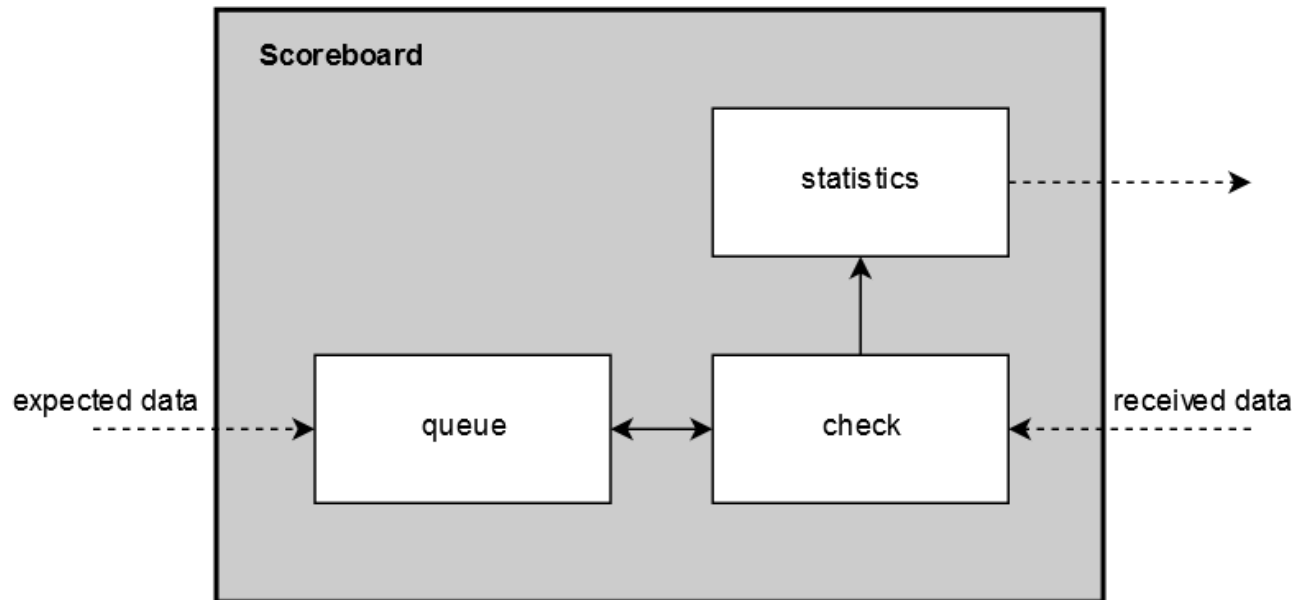 Scoreboard
statistics
expected data
queue
check
received data